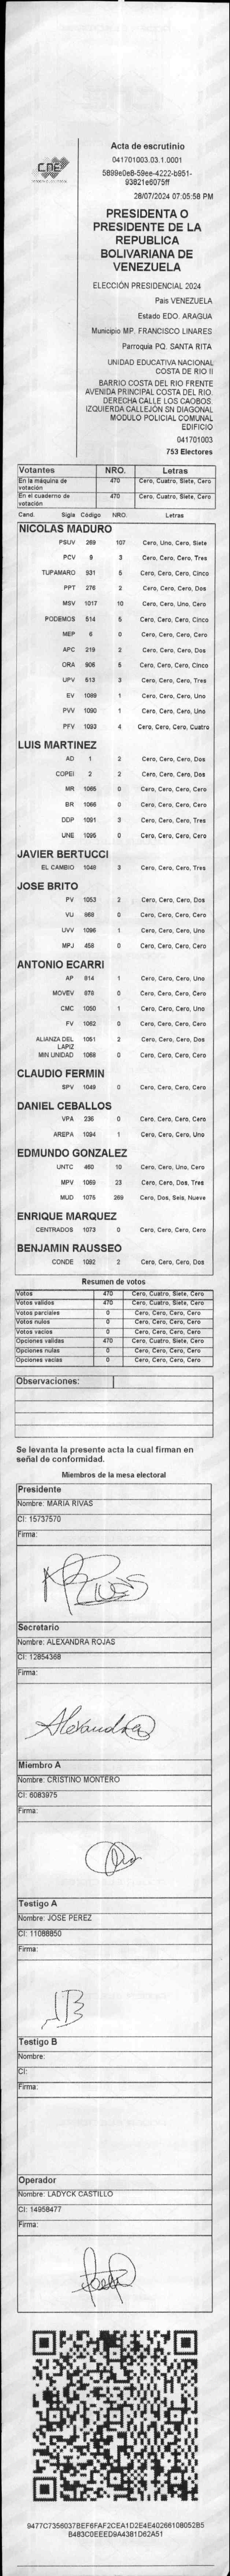 CNE
Acta de escrutinio
041701003.03.1.0001
5899e0e8-59ee-4222-b951-
93821e6075ff
28/07/2024 07:05:58 PM
PRESIDENTA O
PRESIDENTE DE LA
REPUBLICA
BOLIVARIANA DE
VENEZUELA
ELECCIÓN PRESIDENCIAL 2024
Pais VENEZUELA
Estado EDO. ARAGUA
Municipio MP. FRANCISCO LINARES
Parroquia PQ. SANTA RITA
UNIDAD EDUCATIVA NACIONAL
COSTA DE RIO II
BARRIO COSTA DEL RIO FRENTE
AVENIDA PRINCIPAL COSTA DEL RIO.
DERECHA CALLE LOS CAOBOS
IZQUIERDA CALLEJÓN SN DIAGONAL
MODULO POLICIAL COMUNAL
EDIFICIO
041701003
753 Electores
Votantes NRO. Letras
En la máquina de votación 470 Cero, Cuatro, Siete, Cero
En el cuaderno de votación 470 Cero, Cuatro, Siete, Cero
Cand. Sigla Código NRO. Letras
NICOLAS MADURO
PSUV 269 107 Cero, Uno, Cero, Siete
PCV 9 3 Cero, Cero, Cero, Tres
TUPAMARO 931 5 Cero, Cero, Cero, Cinco
PPT 276 2 Cero, Cero, Cero, Dos
MSV 1017 10 Cero, Cero, Uno, Cero
PODEMOS 514 5 Cero, Cero, Cero, Cinco
MEP 6 0 Cero, Cero, Cero, Cero
APC 219 2 Cero, Cero, Cero, Dos
ORA 906 5 Cero, Cero, Cero, Cinco
UPV 513 3 Cero, Cero, Cero, Tres
EV 1089 1 Cero, Cero, Cero, Uno
PVV 1090 1 Cero, Cero, Cero, Uno
PFV 1093 4 Cero, Cero, Cero, Cuatro
LUIS MARTINEZ
AD 1 2 Cero, Cero, Cero, Dos
COPEI 2 2 Cero, Cero, Cero, Dos
MR 1065 0 Cero, Cero, Cero, Cero
BR 1066 0 Cero, Cero, Cero, Cero
DDP 1091 3 Cero, Cero, Cero, Tres
UNE 1095 0 Cero, Cero, Cero, Cero
JAVIER BERTUCCI
EL CAMBIO 1048 3 Cero, Cero, Cero, Tres
JOSE BRITO
PV 1053 2 Cero, Cero, Cero, Dos
VU 868 0 Cero, Cero, Cero, Cero
UVV 1096 1 Cero, Cero, Cero, Uno
MPJ 458 0 Cero, Cero, Cero, Cero
ANTONIO ECARRI
AP 914 1 Cero, Cero, Cero, Uno
MOVEV 978 0 Cero, Cero, Cero, Cero
CMC 1050 1 Cero, Cero, Cero, Uno
FV 1062 0 Cero, Cero, Cero, Cero
ALIANZA DEL LAPIZ 1051 2 Cero, Cero, Cero, Dos
MIN UNIDAD 1068 0 Cero, Cero, Cero, Cero
CLAUDIO FERMIN
SPV 1049 0 Cero, Cero, Cero, Cero
DANIEL CEBALLOS
VPA 236 0 Cero, Cero, Cero, Cero
AREPA 1094 1 Cero, Cero, Cero, Uno
EDMUNDO GONZALEZ
UNTC 460 10 Cero, Cero, Uno, Cero
MPV 1069 23 Cero, Cero, Dos, Tres
MUD 1075 269 Cero, Dos, Seis, Nueve
ENRIQUE MARQUEZ
CENTRADOS 1073 0 Cero, Cero, Cero, Cero
BENJAMIN RAUSSEO
CONDE 1092 2 Cero, Cero, Cero, Dos
Resumen de votos
Votos 470 Cero, Cuatro, Siete, Cero
Votos validos 470 Cero, Cuatro, Siete, Cero
Votos parciales 0 Cero, Cero, Cero, Cero
Votos nulos 0 Cero, Cero, Cero, Cero
Votos vacios 0 Cero, Cero, Cero, Cero
Opciones validas 470 Cero, Cuatro, Siete, Cero
Opciones nulas 0 Cero, Cero, Cero, Cero
Opciones vacias 0 Cero, Cero, Cero, Cero
Observaciones:
Se levanta la presente acta la cual firman en
señal de conformidad.
Miembros de la mesa electoral
Presidente
Nombre: MARIA RIVAS
CI: 15737570
Firma:
Secretario
Nombre: ALEXANDRA ROJAS
CI: 12854368
Firma:
Alexandra
Miembro A
Nombre: CRISTINO MONTERO
CI: 6083975
Firma:
Testigo A
Nombre: JOSE PEREZ
CI: 11088850
Firma:
Testigo B
Nombre:
CI:
Firma:
Operador
Nombre: LADYCK CASTILLO
CI: 14958477
Firma:
9477C7356037BEF6FAF2CEA1D2E4E40266108052B5
B483C0EEED9A4381D62A51